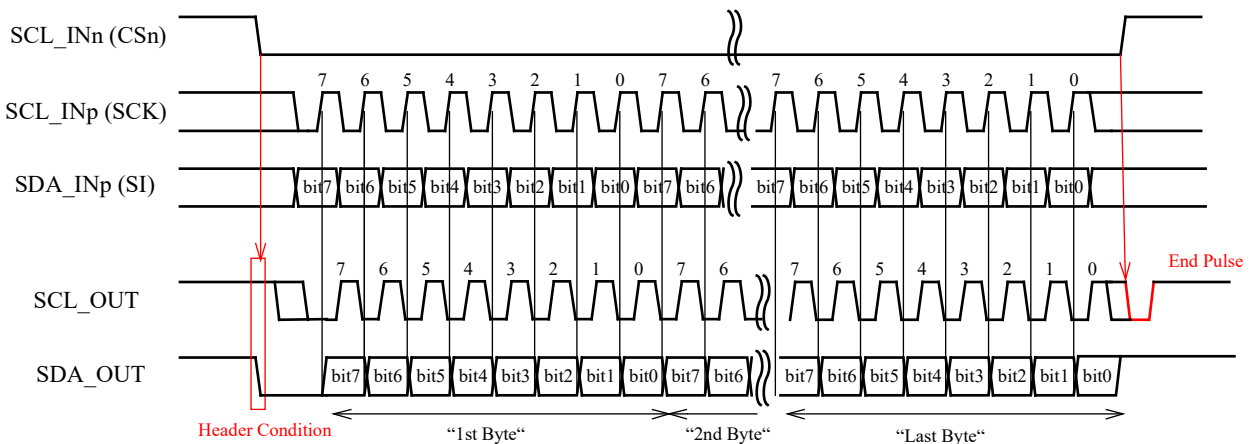 SCL_INn (CSn)
7 6 5 4 3 2 1 0 7 6 7 6 5 4 3 2 1 0
SCL_INp (SCK)
SDA_INp (SI)
bit7 bit6 bit5 bit4 bit3 bit2 bit1 bit0 bit7 bit6 bit7 bit6 bit5 bit4 bit3 bit2 bit1 bit0
End Pulse
7 6 5 4 3 2 1 0 7 6 7 6 5 4 3 2 1 0
SCL_OUT
SDA_OUT
bit7 bit6 bit5 bit4 bit3 bit2 bit1 bit0 bit7 bit6 bit7 bit6 bit5 bit4 bit3 bit2 bit1 bit0
Header Condition “1st Byte“ “2nd Byte“ “Last Byte“